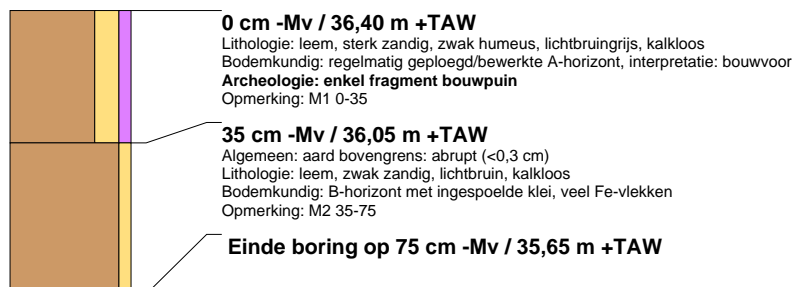 0 cm -Mv / 36,40 m +TAW
Lithologie: leem, sterk zandig, zwak humeus, lichtbruingrijs, kalkloos
Bodemkundig: regelmatig geploegd/bewerkte A-horizont, interpretatie: bouwvoor
Archeologie: enkel fragment bouwpuin
Opmerking: M1 0-35
35 cm -Mv / 36,05 m +TAW
Algemeen: aard bovengrens: abrupt (<0,3 cm)
Lithologie: leem, zwak zandig, lichtbruin, kalkloos
Bodemkundig: B-horizont met ingespoelde klei, veel Fe-vlekken
Opmerking: M2 35-75
Einde boring op 75 cm -Mv / 35,65 m +TAW